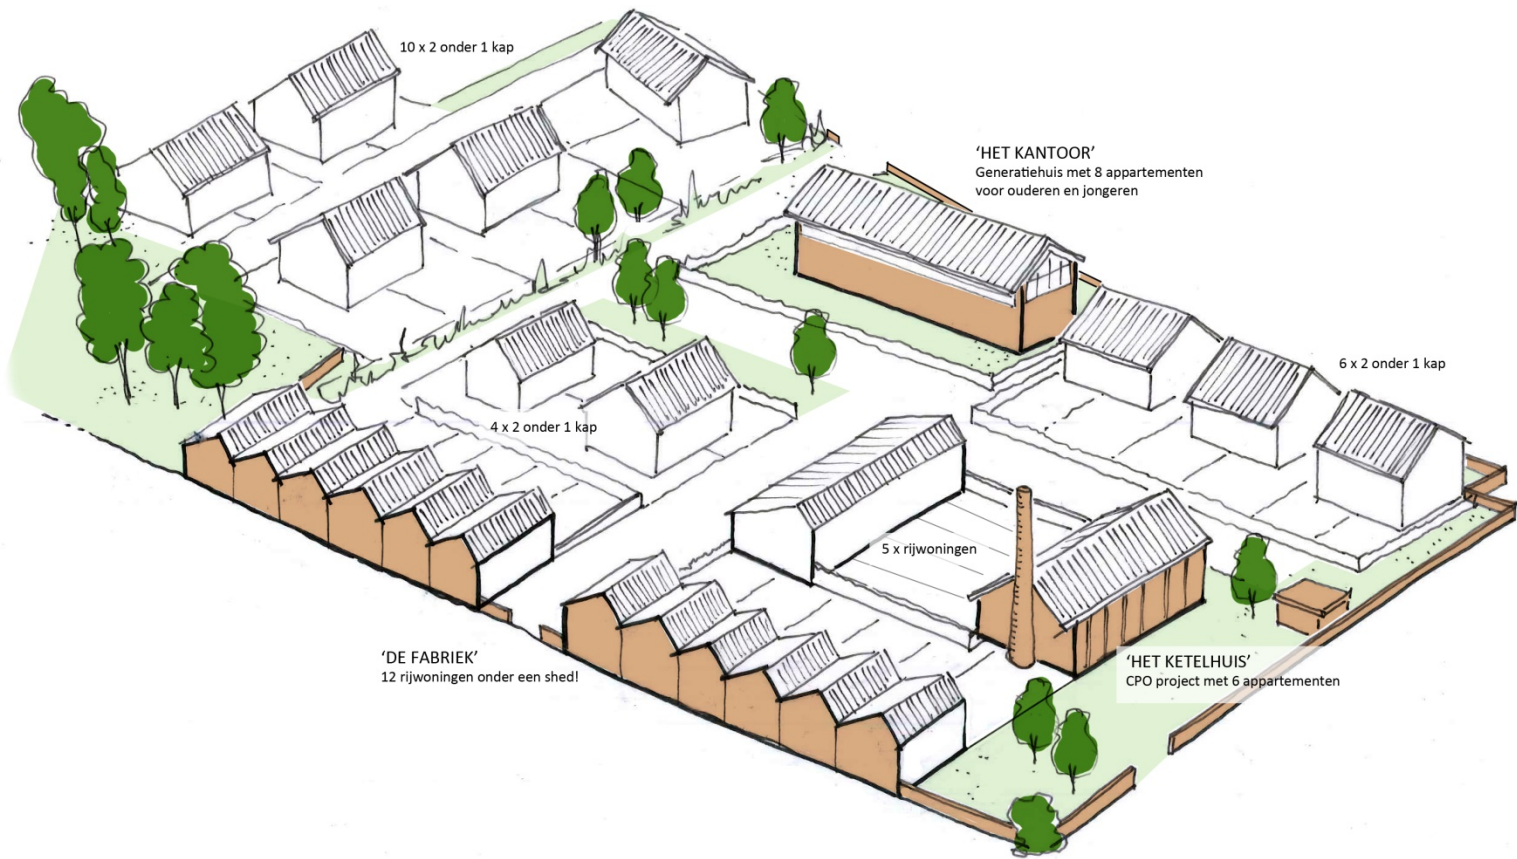 10 x 2 onder 1 kap
‘HET KANTOOR’
Generatiehuis met 8 appartementen
voor ouderen en jongeren
6 x 2 onder 1 kap
4 x 2 onder 1 kap
5 x rijwoningen
‘DE FABRIEK’
12 rijwoningen onder een shed!
‘HET KETELHUIS’
CPO project met 6 appartementen